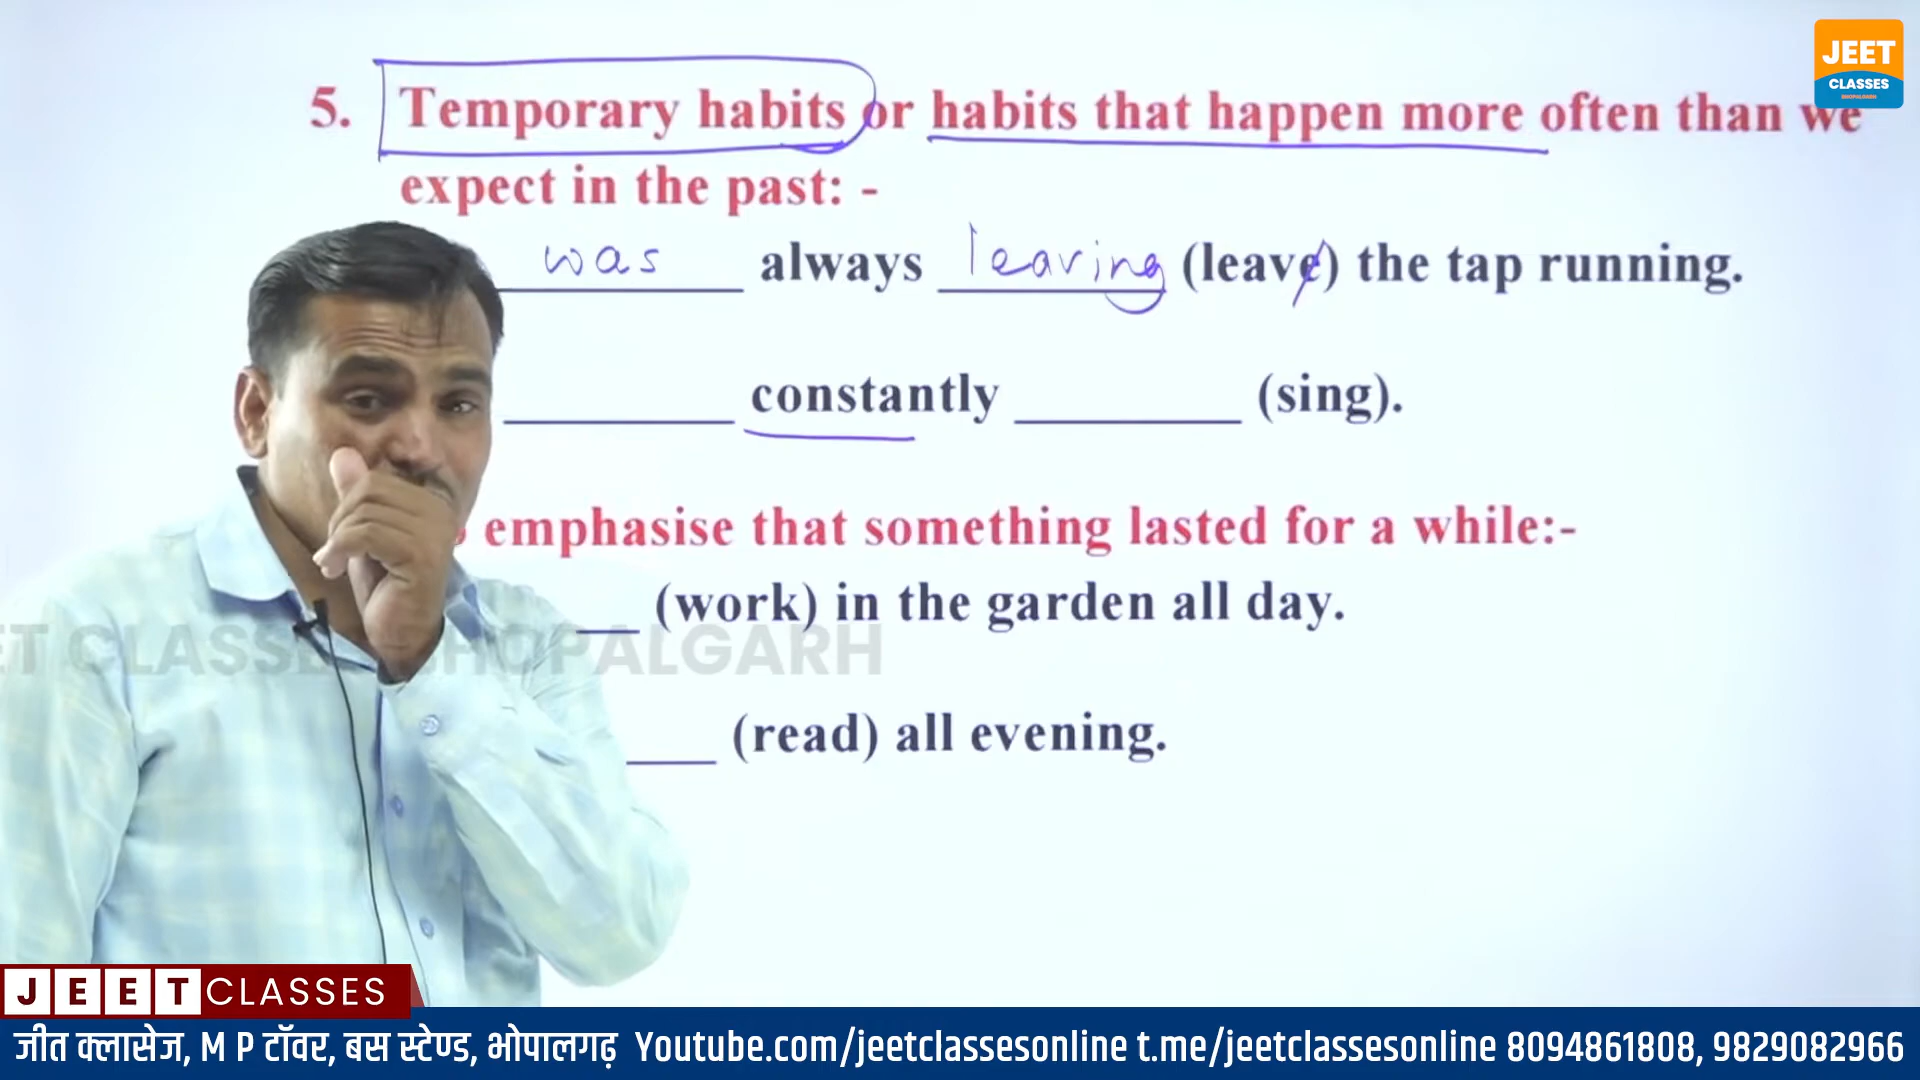 JEET
CLASSES
5. Temporary habits or habits that happen more often than we
expect in the past: -
was always leaving (leave) the tap running.
constantly (sing).
emphasise that something lasted for a while:-
(work) in the garden all day.
(read) all evening.
CLASSES BHOPALGARH
JEET CLASSES
जीत क्लासेज, M P टॉवर, बस स्टेण्ड, भोपालगढ़ Youtube.com/jeetclassesonline t.me/jeetclassesonline 8094861808, 9829082966